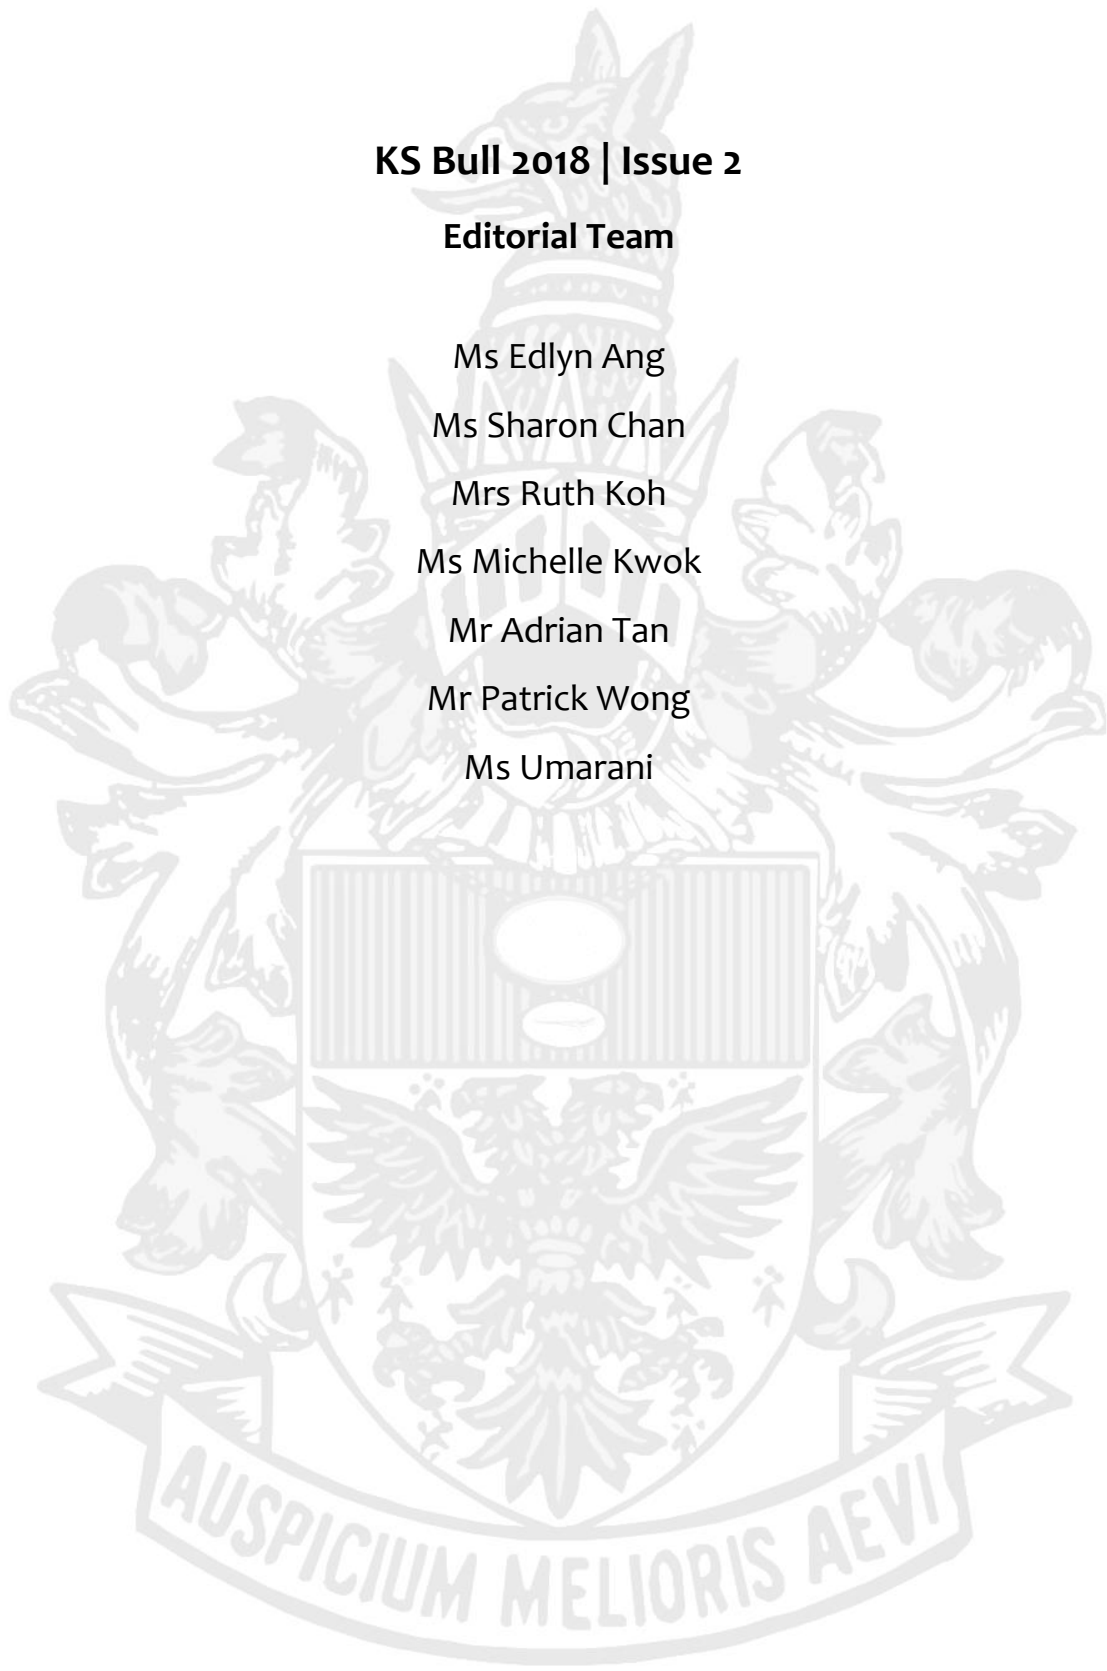 KS Bull 2018 | Issue 2
Editorial Team
Ms Edlyn Ang
Ms Sharon Chan
Mrs Ruth Koh
Ms Michelle Kwok
Mr Adrian Tan
Mr Patrick Wong
Ms Umarani
AUSPICIUM MELIORIS AEVI